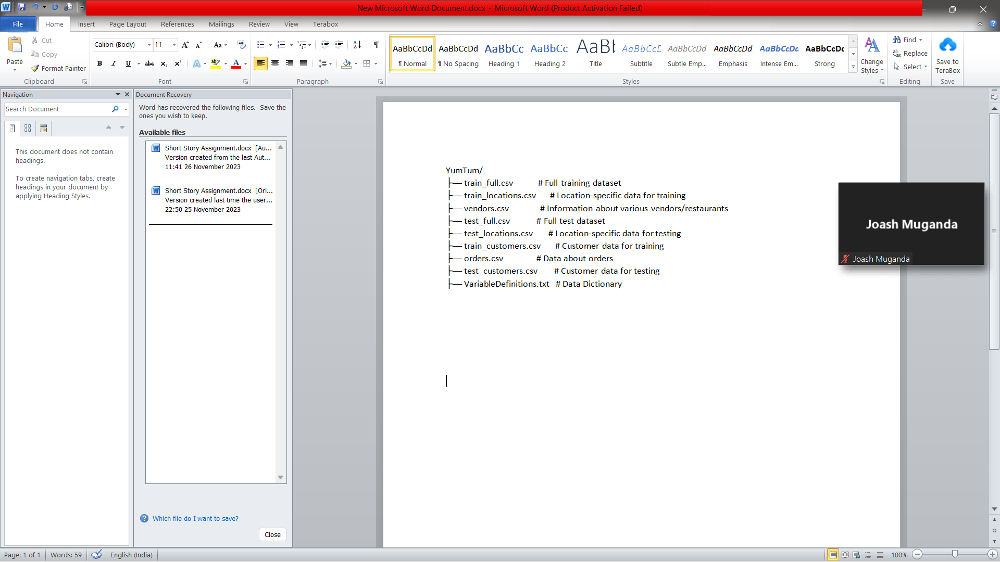 New Microsoft Word Document.docx - Microsoft Word (Product Activation Failed)
File Home Insert Page Layout References Mailings Review View Terabox
Paste
Cut
Copy
Format Painter
Clipboard
Calibri (Body) 11
Font
Paragraph
AaBbCcDd AaBbCcDd AaBbCc AaBbCcI AaBl AaBbCcD AaBbCcDd AaBbCcDd AaBbCcDd AaBbCcDc
¶ Normal ¶ No Spacing Heading 1 Heading 2 Title Subtitle Subtle Emp... Emphasis Intense Em... Strong
Styles
Change Styles
Find
Replace
Select
Editing
Save to TeraBox
Save
Navigation
Search Document
This document does not contain
headings.
To create navigation tabs, create
headings in your document by
applying Heading Styles.
Document Recovery
Word has recovered the following files. Save the
ones you wish to keep.
Available files
Short Story Assignment.docx [Au...
Version created from the last Aut...
11:41 26 November 2023
Short Story Assignment.docx [Ori...
Version created last time the user...
22:50 25 November 2023
Which file do I want to save?
Close
YumTum/
├── train_full.csv # Full training dataset
├── train_locations.csv # Location-specific data for training
├── vendors.csv # Information about various vendors/restaurants
├── test_full.csv # Full test dataset
├── test_locations.csv # Location-specific data for testing
├── train_customers.csv # Customer data for training
├── orders.csv # Data about orders
├── test_customers.csv # Customer data for testing
├── VariableDefinitions.txt # Data Dictionary
Joash Muganda
Joash Muganda
Page: 1 of 1 Words: 59 English (India) 100%